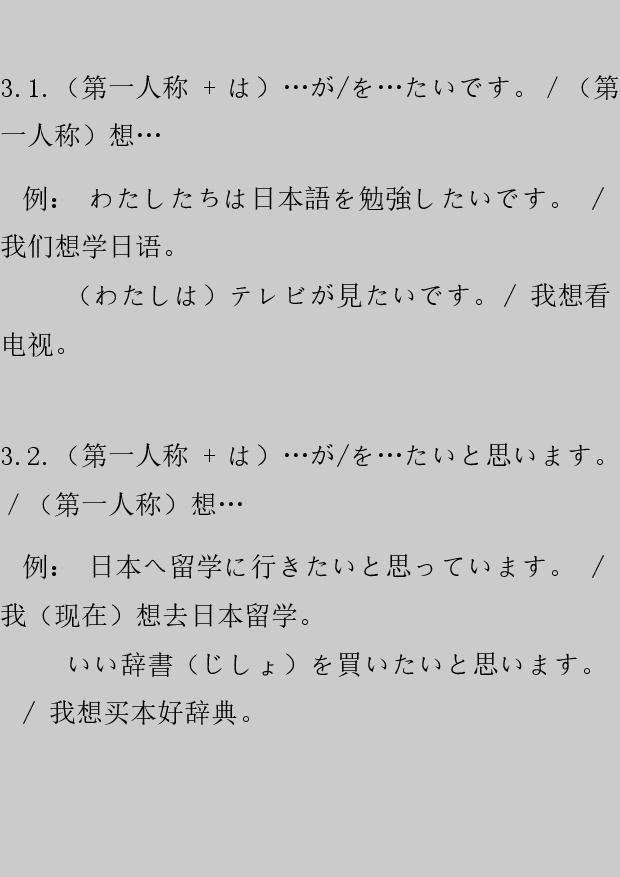 3.1.（第一人称 + は）…が/を…たいです。/（第
一人称）想…
例： わたしたちは日本語を勉強したいです。 /
我们想学日语。
（わたしは）テレビが見たいです。/ 我想看
电视。
3.2.（第一人称 + は）…が/を…たいと思います。
/（第一人称）想…
例： 日本へ留学に行きたいと思っています。 /
我（现在）想去日本留学。
いい辞書（じしょ）を買いたいと思います。
/ 我想买本好辞典。